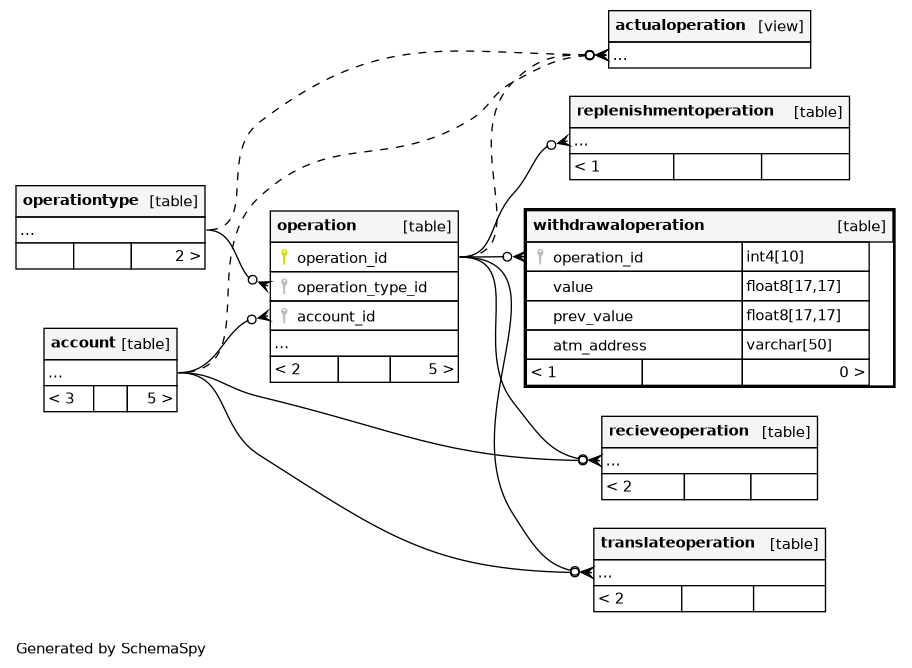 actualoperation [view]
...
replenishmentoperation [table]
...
< 1
operationtype [table]
...
2 >
operation [table]
operation_id
operation_type_id
account_id
...
< 2 5 >
withdrawaloperation [table]
operation_id int4[10]
value float8[17,17]
prev_value float8[17,17]
atm_address varchar[50]
< 1 0 >
account [table]
...
< 3 5 >
recieveoperation [table]
...
< 2
translateoperation [table]
...
< 2
Generated by SchemaSpy